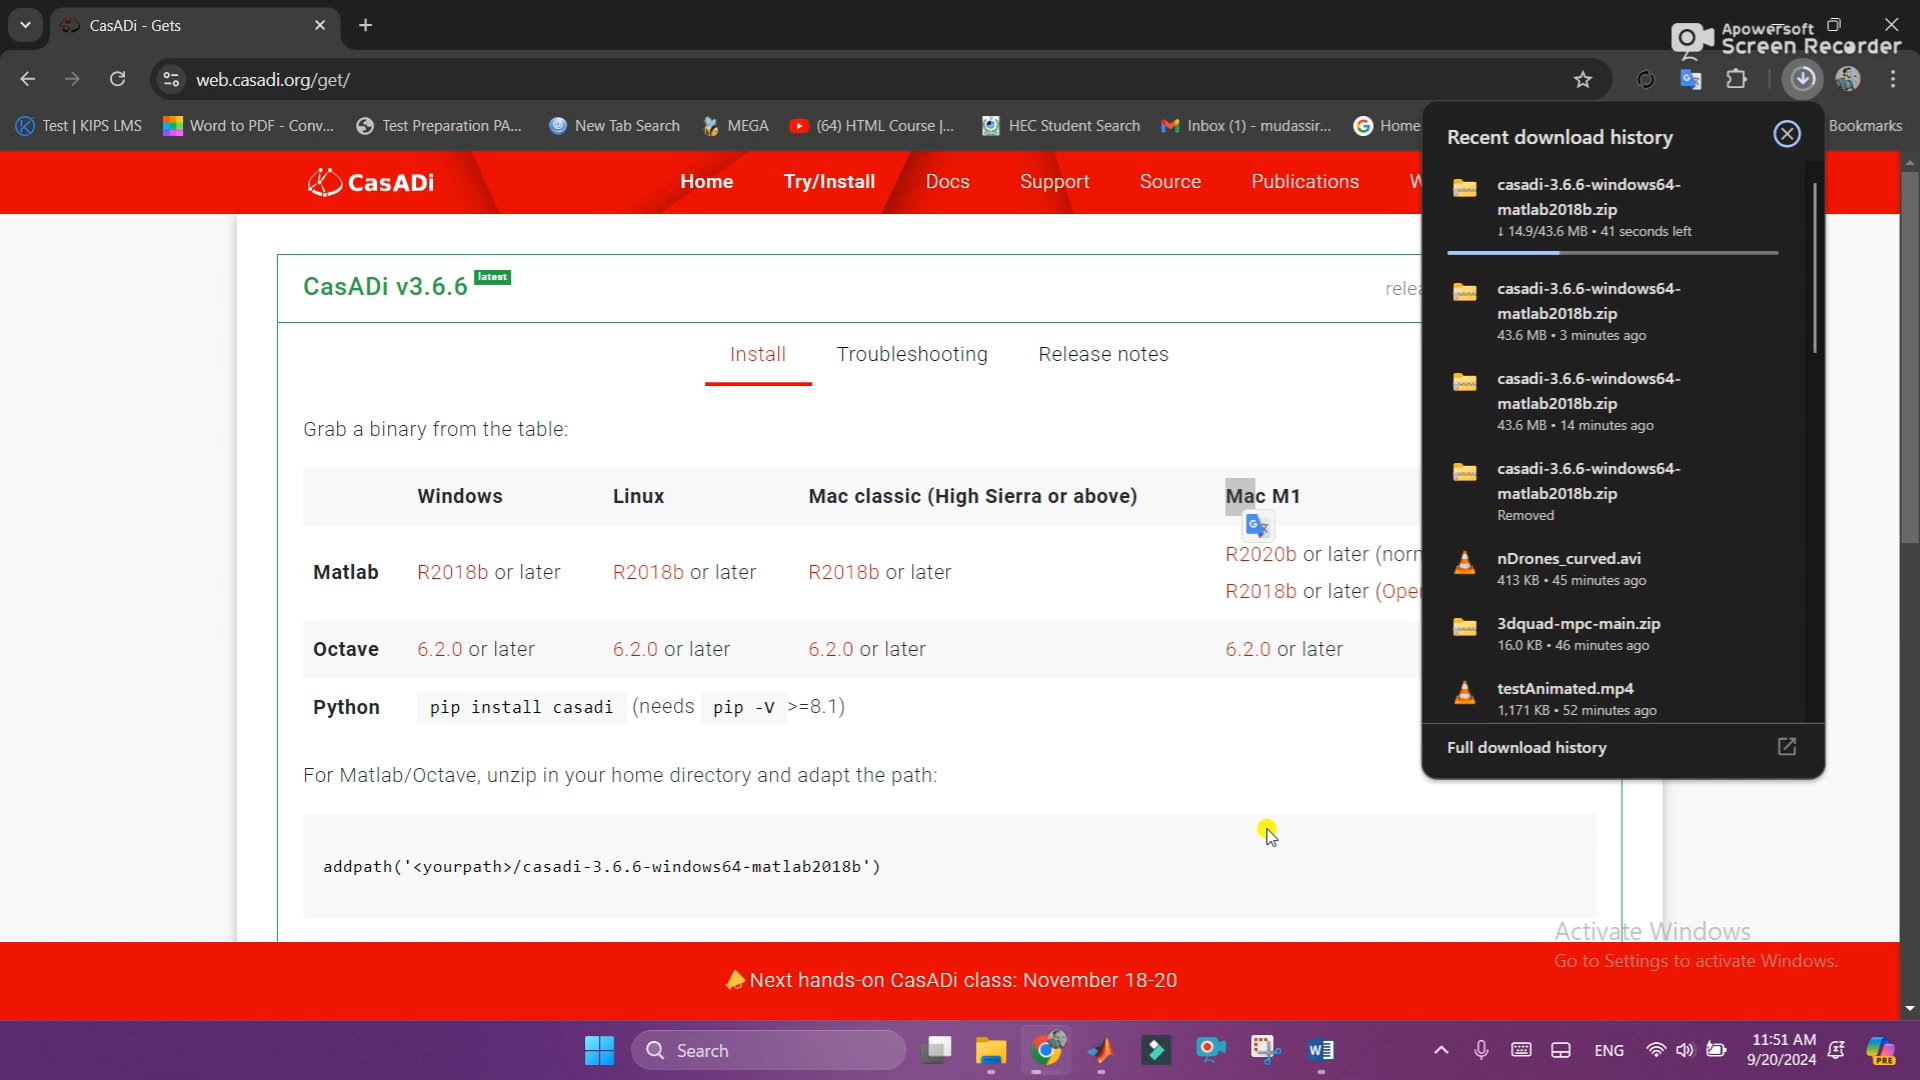 CasADi - Gets
Apowersoft
Screen Recorder
web.casadi.org/get/
Test | KIPS LMS
Word to PDF - Conv...
Test Preparation PA...
New Tab Search
MEGA
(64) HTML Course |...
HEC Student Search
Inbox (1) - mudassir...
Home
Bookmarks
CasADi
Home
Try/Install
Docs
Support
Source
Publications
Recent download history
casadi-3.6.6-windows64-
matlab2018b.zip
↓ 14.9/43.6 MB • 41 seconds left
casadi-3.6.6-windows64-
matlab2018b.zip
43.6 MB • 3 minutes ago
casadi-3.6.6-windows64-
matlab2018b.zip
43.6 MB • 14 minutes ago
casadi-3.6.6-windows64-
matlab2018b.zip
Removed
nDrones_curved.avi
413 KB • 45 minutes ago
3dquad-mpc-main.zip
16.0 KB • 46 minutes ago
testAnimated.mp4
1,171 KB • 52 minutes ago
Full download history
CasADi v3.6.6 latest
Install
Troubleshooting
Release notes
Grab a binary from the table:
Windows Linux Mac classic (High Sierra or above) Mac M1
Matlab R2018b or later R2018b or later R2018b or later
R2020b or later
R2018b or later
Octave 6.2.0 or later 6.2.0 or later 6.2.0 or later 6.2.0 or later
Python pip install casadi (needs pip -V >=8.1)
For Matlab/Octave, unzip in your home directory and adapt the path:
addpath('<yourpath>/casadi-3.6.6-windows64-matlab2018b')
Activate Windows
Go to Settings to activate Windows.
Next hands-on CasADi class: November 18-20
Search
ENG
11:51 AM
9/20/2024
PRE